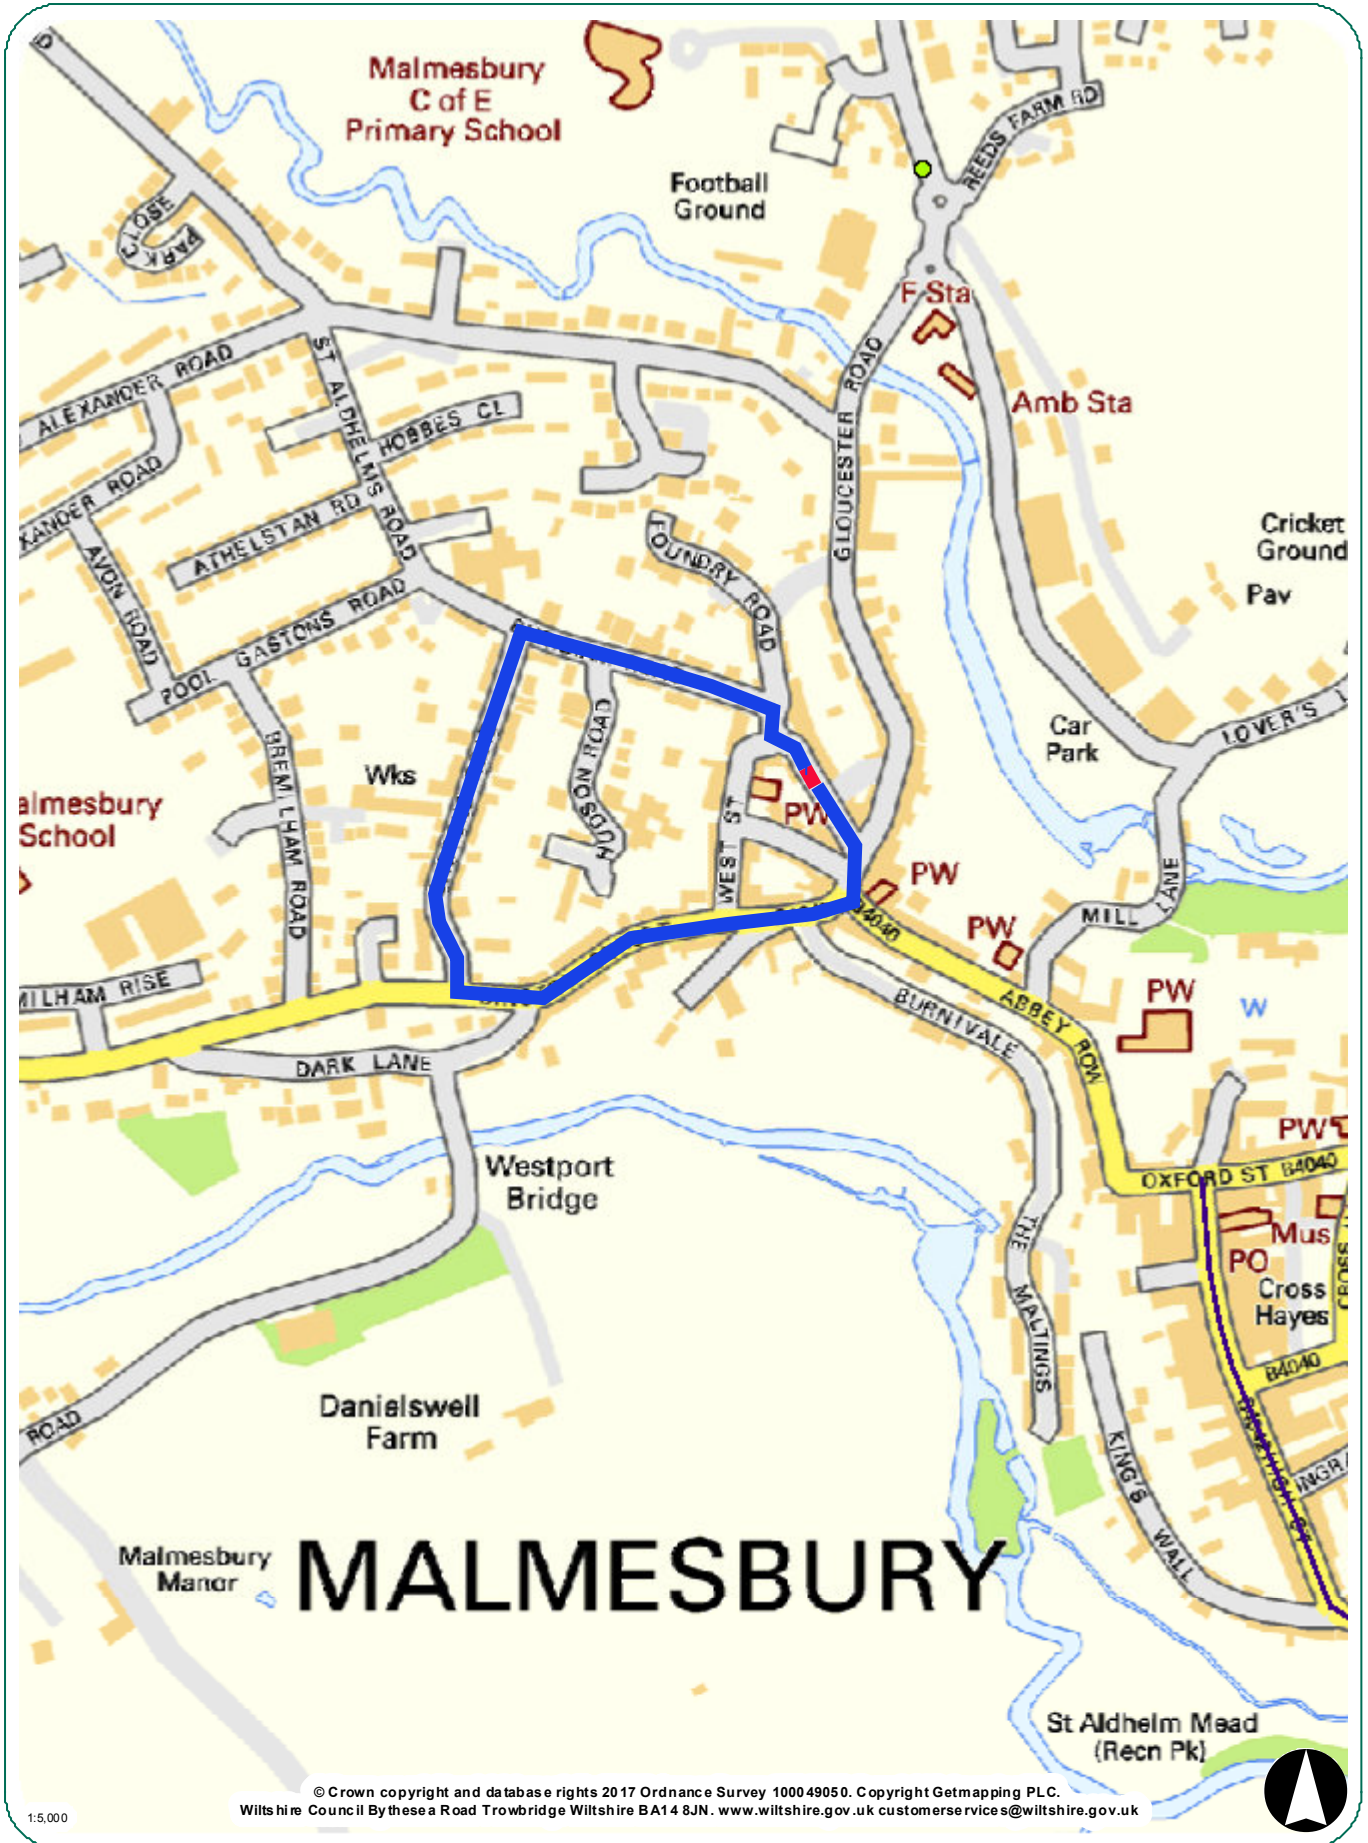 Malmesbury
C of E
Primary School
REEDS FARM RD
Football
Ground
CLOSE
PARK
F Sta
ST ALDHELMS ROAD
ALEXANDER ROAD
GLOUCESTER ROAD
Amb Sta
HOBBES CL
XANDER ROAD
ATHELSTAN RD
FOUNDRY ROAD
Cricket
Ground
AVON ROAD
Pav
POOL GASTONS ROAD
HUDSON ROAD
LOVER'S
Car
Park
BREMILHAM ROAD
Wks
almesbury
School
PW
WEST ST
PW
MILL LANE
B4040
PW
MILHAM RISE
ABBEY ROW
PW
W
BURNIVALE
DARK LANE
PW
Westport
Bridge
OXFORD ST B4040
THE MALTINGS
Mus
PO
Cross
Hayes
B4040
Danielswell
Farm
ROAD
KING'S WALL
INGRA
MALMESBURY
Malmesbury
Manor
St Aldhelm Mead
(Recn Pk)
© Crown copyright and database rights 2017 Ordnance Survey 100049050. Copyright Getmapping PLC.
Wiltshire Council Bythesea Road Trowbridge Wiltshire BA14 8JN. www.wiltshire.gov.uk customerservices@wiltshire.gov.uk
1:5,000